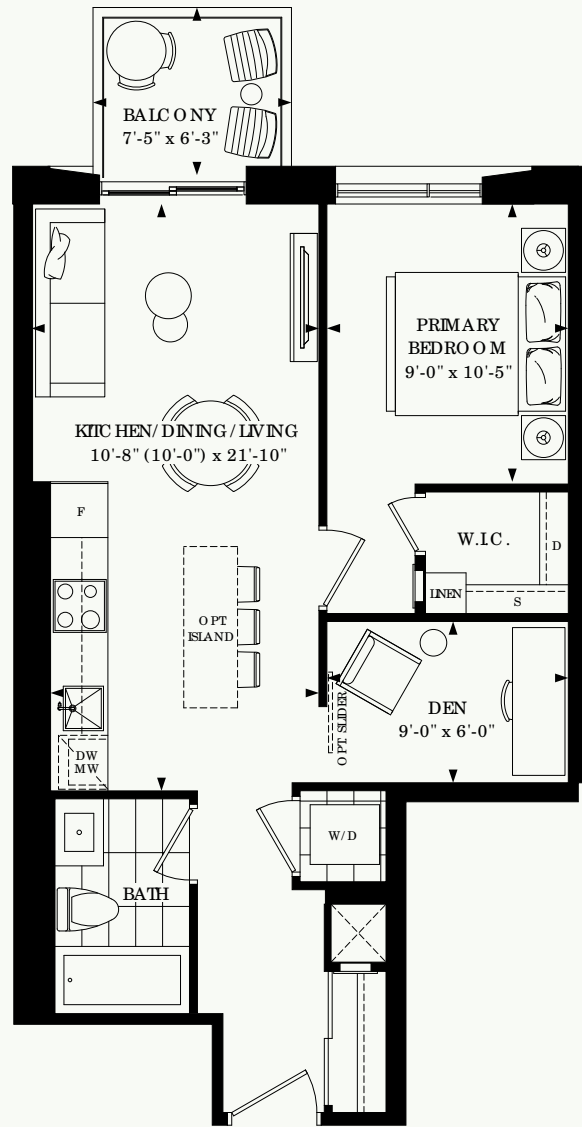 BALCONY
7'-5" x 6'-3"
PRIMARY
BEDROOM
9'-0" x 10'-5"
KITCHEN/DINING/LIVING
10'-8" (10'-0") x 21'-10"
F
W.I.C.
D
LINEN
S
OPT
ISLAND
OPT SLIDER
DEN
9'-0" x 6'-0"
DW
MW
W/D
BATH